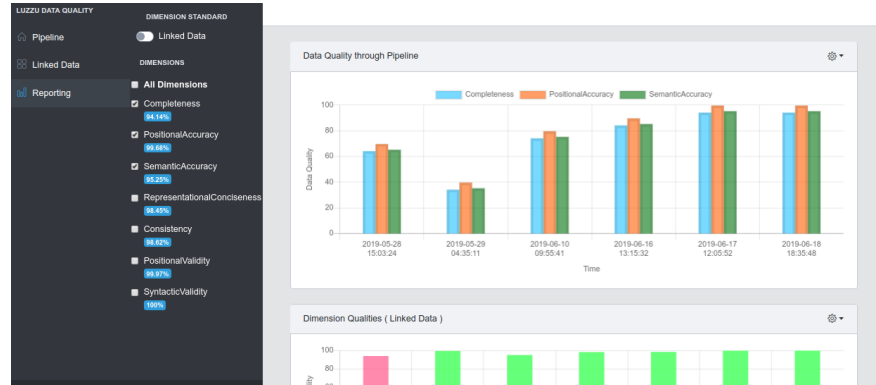 LUZZU DATA QUALITY
Pipeline
Linked Data
Reporting
DIMENSION STANDARD
Linked Data
DIMENSIONS
All Dimensions
Completeness
94.14%
PositionalAccuracy
99.68%
SemanticAccuracy
95.25%
RepresentationalConciseness
98.45%
Consistency
98.62%
PositionalValidity
99.97%
SyntacticValidity
100%
Data Quality through Pipeline
Completeness PositionalAccuracy SemanticAccuracy
100
80
60
40
20
0
Data Quality
2019-05-28 2019-05-29 2019-06-10 2019-06-16 2019-06-17 2019-06-18
15:03:24 04:35:11 09:55:41 13:15:32 12:05:52 18:35:48
Time
Dimension Qualities ( Linked Data )
100
80